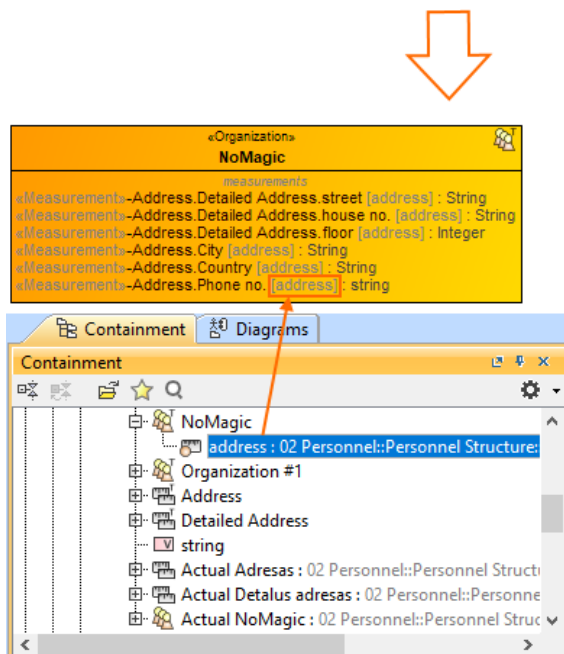 «Organization»
NoMagic
measurements
«Measurement»-Address.Detailed Address.street [address] : String
«Measurement»-Address.Detailed Address.house no. [address] : String
«Measurement»-Address.Detailed Address.floor [address] : Integer
«Measurement»-Address.City [address] : String
«Measurement»-Address.Country [address] : String
«Measurement»-Address.Phone no. [address] : string
Containment Diagrams
Containment
NoMagic
address : 02 Personnel::Personnel Structure:
Organization #1
Address
Detailed Address
string
Actual Adresas : 02 Personnel::Personnel Struct
Actual Detalus adresas : 02 Personnel::Personne
Actual NoMagic : 02 Personnel::Personnel Struc